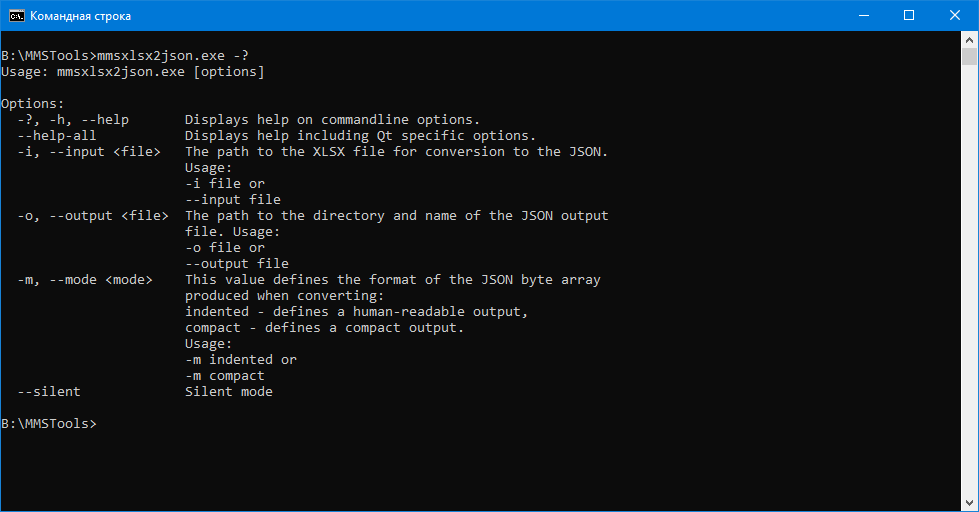 Командная строка
B:\MMSTools>mmsxlsx2json.exe -?
Usage: mmsxlsx2json.exe [options]
Options:
-?, -h, --help Displays help on commandline options.
--help-all Displays help including Qt specific options.
-i, --input <file> The path to the XLSX file for conversion to the JSON.
Usage:
-i file or
--input file
-o, --output <file> The path to the directory and name of the JSON output
file. Usage:
-o file or
--output file
-m, --mode <mode> This value defines the format of the JSON byte array
produced when converting:
indented - defines a human-readable output,
compact - defines a compact output.
Usage:
-m indented or
-m compact
--silent Silent mode
B:\MMSTools>